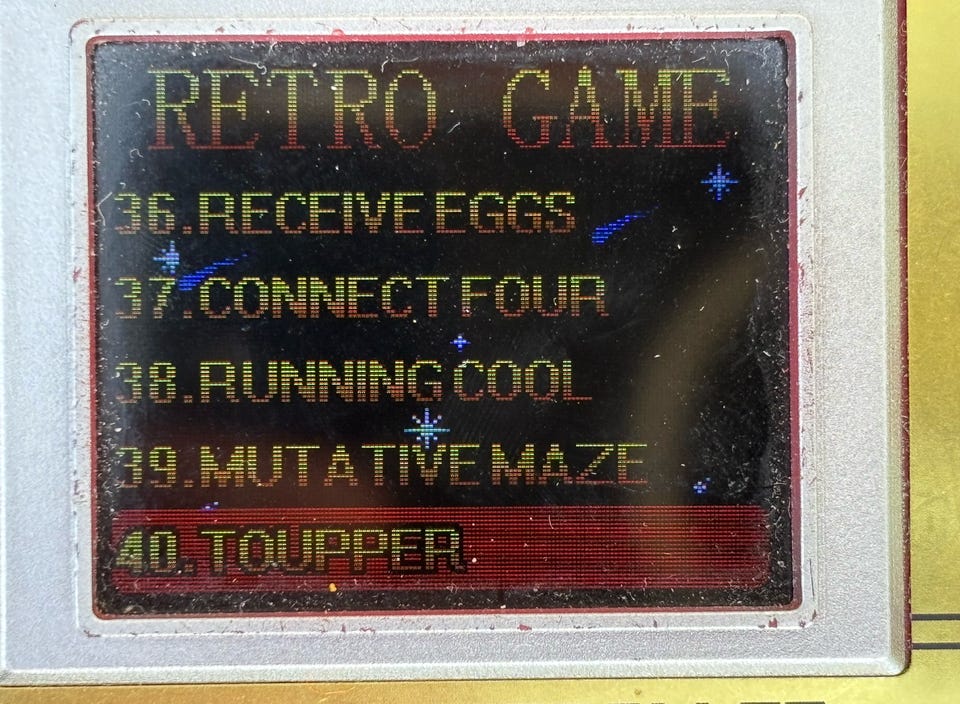 RETRO GAME
36.RECEIVE EGGS
37.CONNECT FOUR
38.RUNNING COOL
39.MUTATIVE MAZE
40.TOUPPER